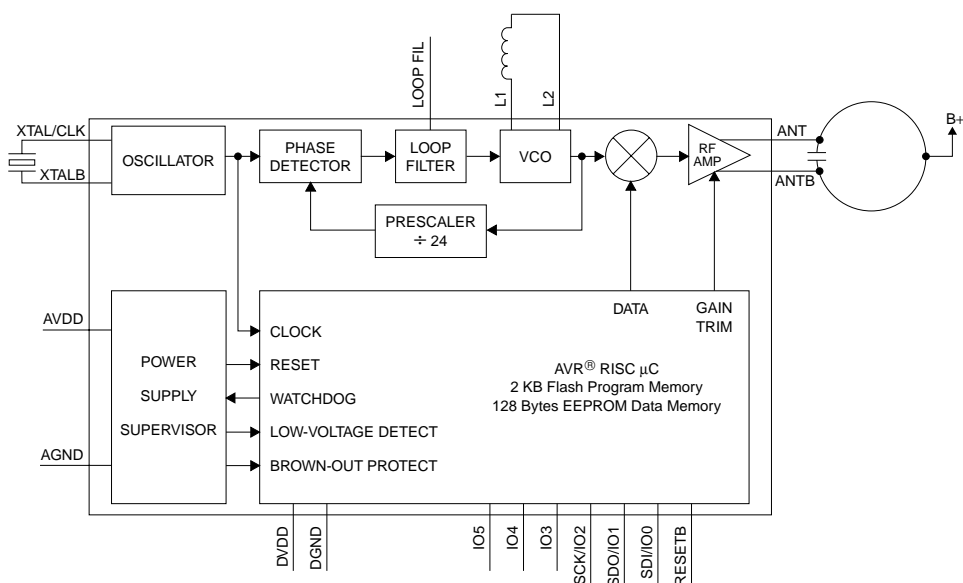 LOOP FIL
L1
L2
XTAL/CLK
XTALB
OSCILLATOR
PHASE
DETECTOR
LOOP
FILTER
VCO
RF
AMP
ANT
ANTB
B+
PRESCALER
÷ 24
DATA
GAIN
TRIM
AVDD
AGND
POWER
SUPPLY
SUPERVISOR
CLOCK
RESET
WATCHDOG
LOW-VOLTAGE DETECT
BROWN-OUT PROTECT
AVR® RISC µC
2 KB Flash Program Memory
128 Bytes EEPROM Data Memory
DVDD
DGND
IO5
IO4
IO3
SCK/IO2
SDO/IO1
SDI/IO0
RESETB